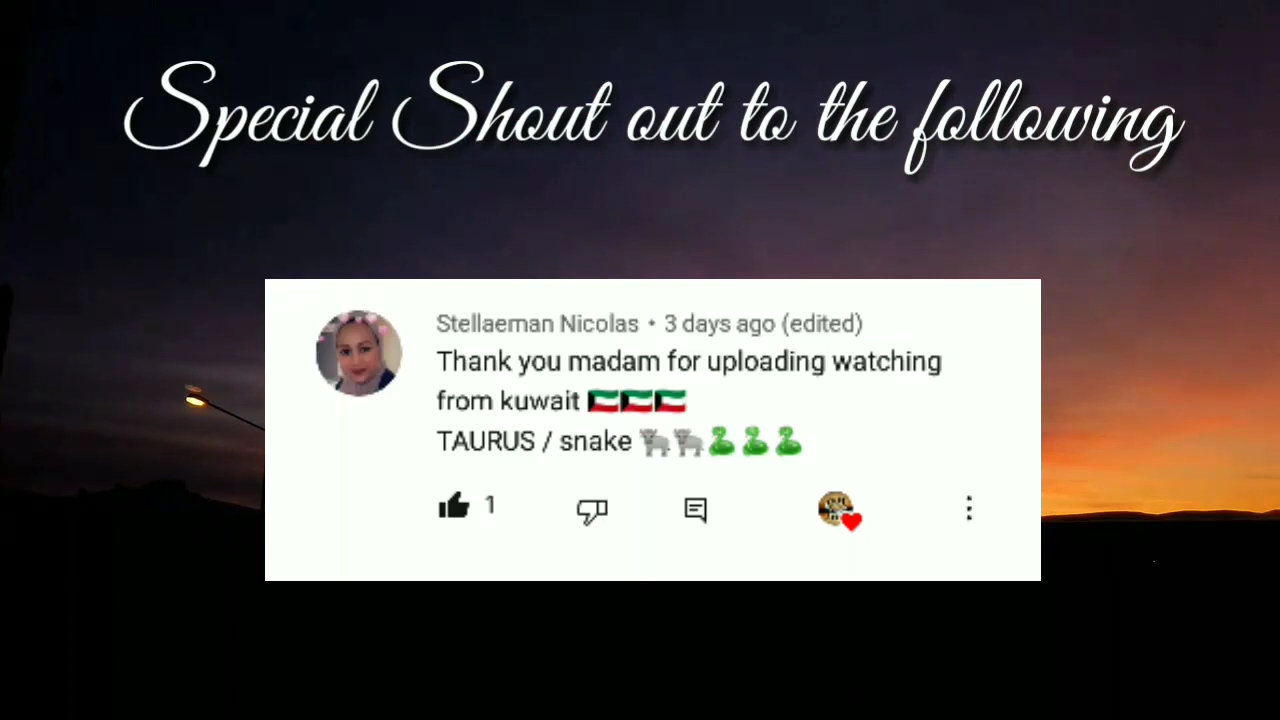 Special Shout out to the following
Stellaeman Nicolas • 3 days ago (edited)
Thank you madam for uploading watching
from kuwait 🇰🇼🇰🇼🇰🇼
TAURUS / snake 🐏🐏🐍🐍🐍
1